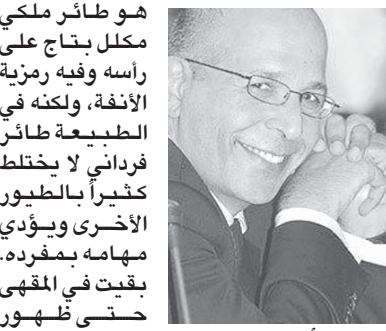 هو طائر ملكي
مكلل بتاج على
رأسه وفيه رمزية
الأنفة، ولكنه في
الطبيعة طائر
فرداني لا يختلط
كثيراً بالطيور
الأخرى ويؤدي
مهامه بمفرده.
بقيت في المقهى
حتى ظهور